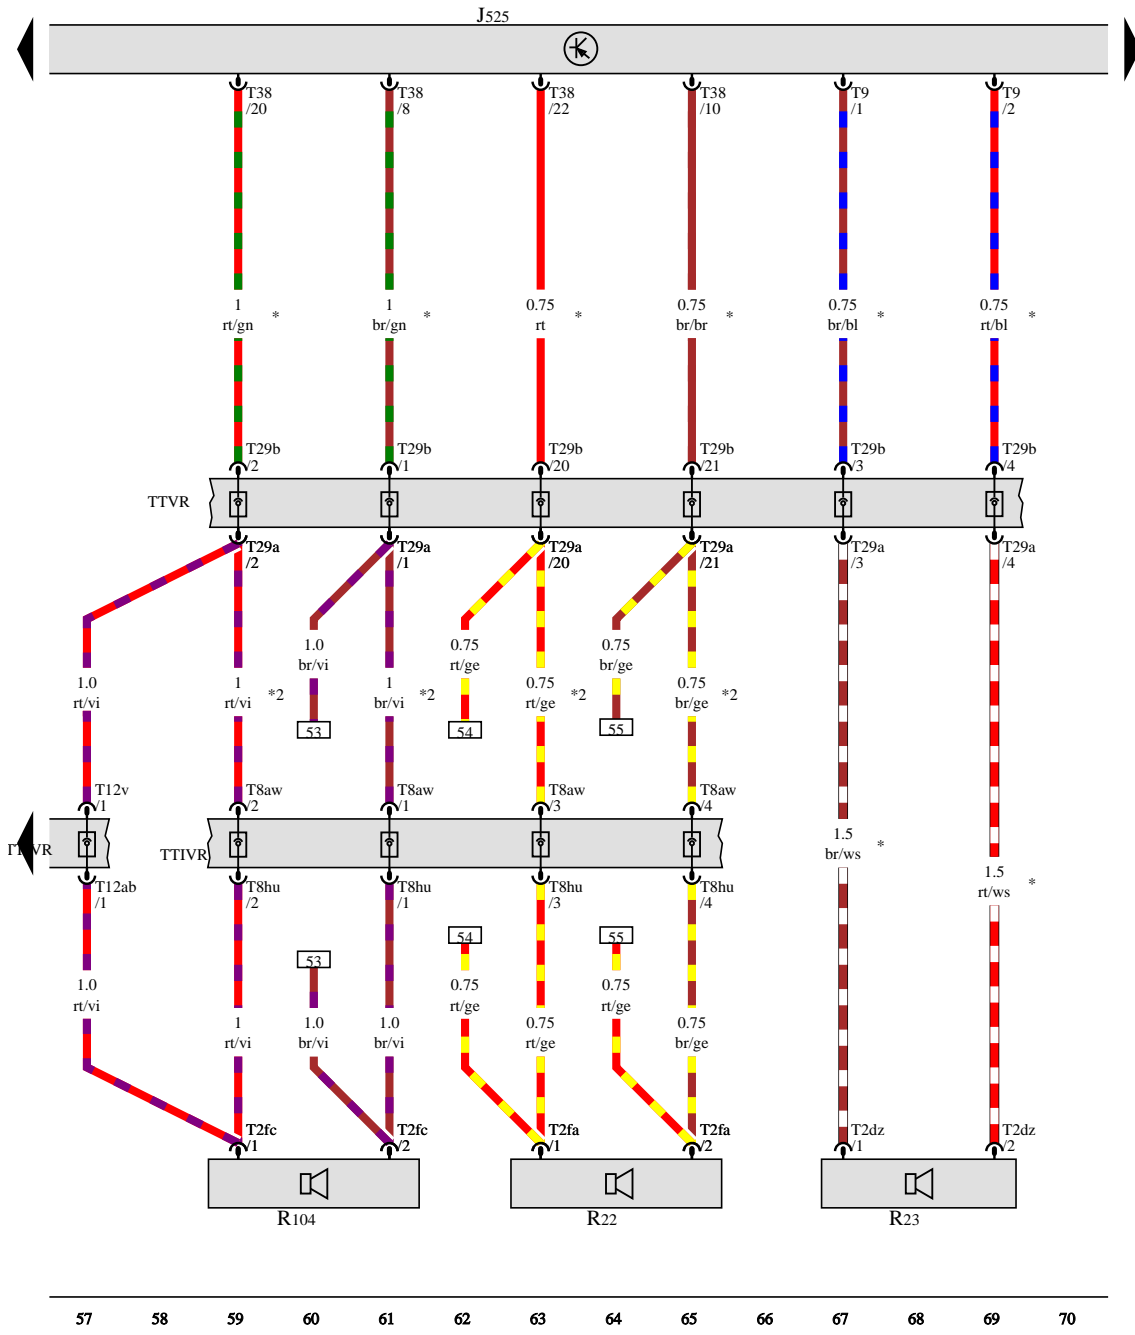 J525
T38 T38 T38 T38 T9 T9
/20 /8 /22 /10 /1 /2
1 1 0.75 0.75 0.75 0.75
rt/gn * br/gn * rt * br/br * br/bl * rt/bl *
T29b T29b T29b T29b T29b T29b
/2 /1 /20 /21 /3 /4
TTVR
T29a T29a T29a T29a T29a T29a
/2 /1 /20 /21 /3 /4
1.0 0.75 0.75
br/vi rt/ge br/ge
1.0 1 1 0.75 0.75
rt/vi rt/vi *2 br/vi *2 rt/ge *2 br/ge *2
53 54 55
T12v T8aw T8aw T8aw T8aw
/1 /2 /1 /3 /4
1.5
br/ws *
TTIVR
1.5
rt/ws *
T12ab T8hu T8hu T8hu T8hu
/1 /2 /1 /3 /4
53 54 55
1.0 0.75 0.75
rt/vi rt/ge rt/ge
1 1.0 1.0 0.75 0.75
rt/vi br/vi br/vi rt/ge br/ge
T2fc T2fc T2fa T2fa T2dz T2dz
/1 /2 /1 /2 /1 /2
R104 R22 R23
57 58 59 60 61 62 63 64 65 66 67 68 69 70